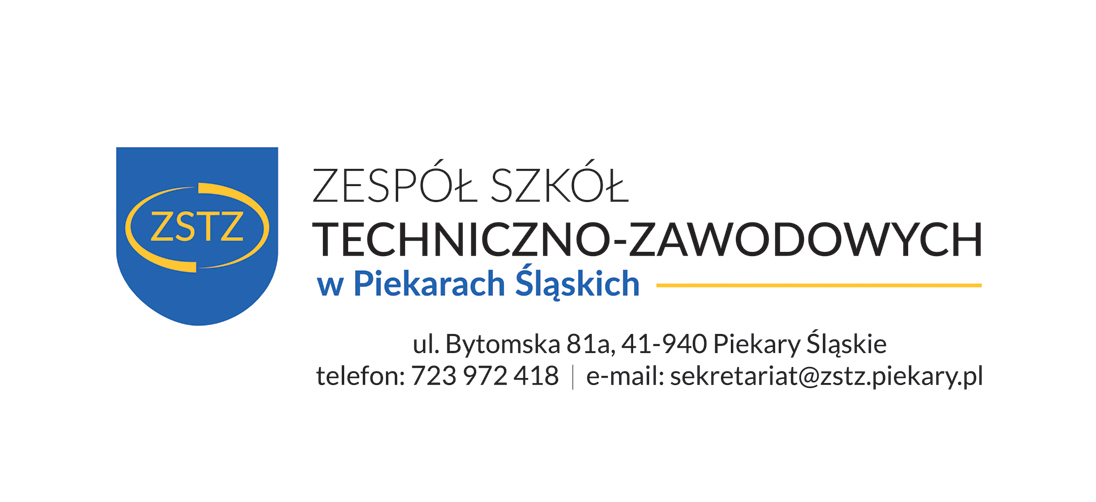 ZSTZ
ZESPÓŁ SZKÓŁ
TECHNICZNO-ZAWODOWYCH
w Piekarach Śląskich
ul. Bytomska 81a, 41-940 Piekary Śląskie
telefon: 723 972 418 | e-mail: sekretariat@zstz.piekary.pl